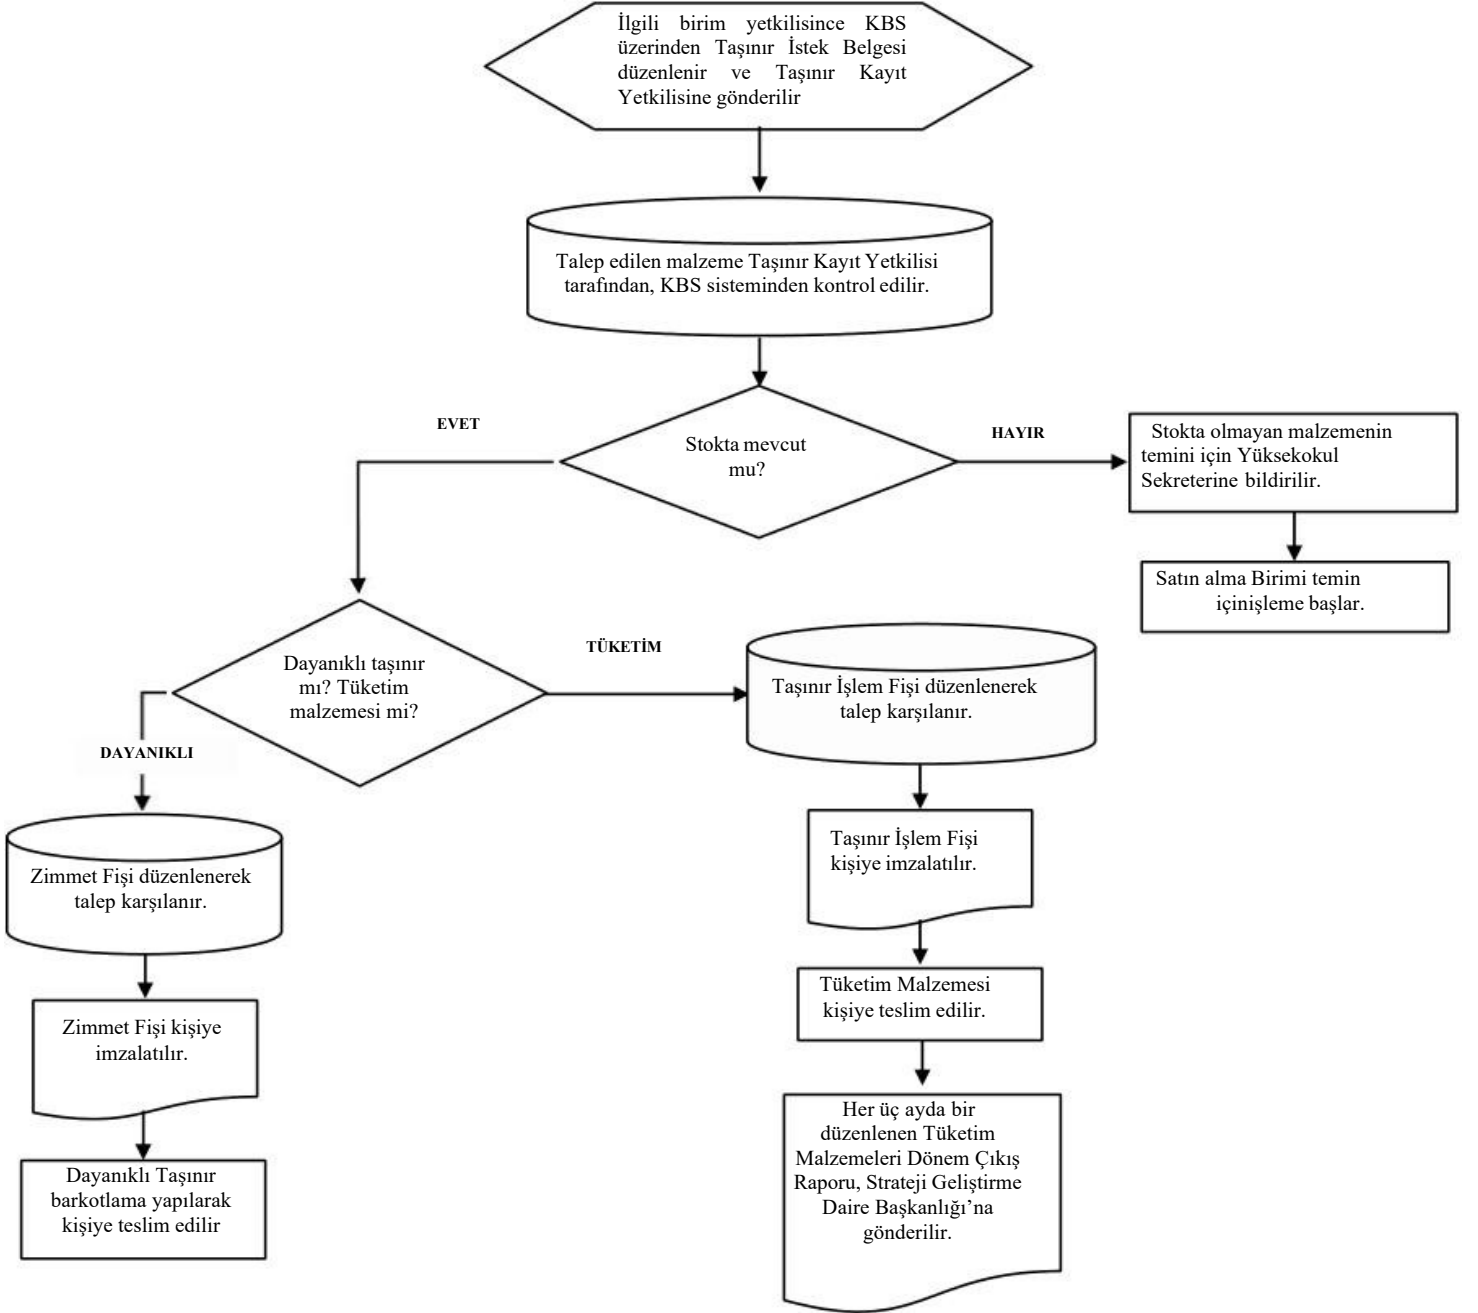 İlgili birim yetkilisince KBS
üzerinden Taşınır İstek Belgesi
düzenlenir ve Taşınır Kayıt
Yetkilisine gönderilir
Talep edilen malzeme Taşınır Kayıt Yetkilisi
tarafından, KBS sisteminden kontrol edilir.
EVET
Stokta mevcut
mu?
HAYIR
Stokta olmayan malzemenin
temini için Yüksekokul
Sekreterine bildirilir.
Satın alma Birimi temin
içinişleme başlar.
Dayanıklı taşınır
mı? Tüketim
malzemesi mi?
TÜKETİM
Taşınır İşlem Fişi düzenlenerek
talep karşılanır.
DAYANIKLI
Taşınır İşlem Fişi
kişiye imzalatılır.
Zimmet Fişi düzenlenerek
talep karşılanır.
Tüketim Malzemesi
kişiye teslim edilir.
Zimmet Fişi kişiye
imzalatılır.
Her üç ayda bir
düzenlenen Tüketim
Malzemeleri Dönem Çıkış
Raporu, Strateji Geliştirme
Daire Başkanlığı’na
gönderilir.
Dayanıklı Taşınır
barkotlama yapılarak
kişiye teslim edilir